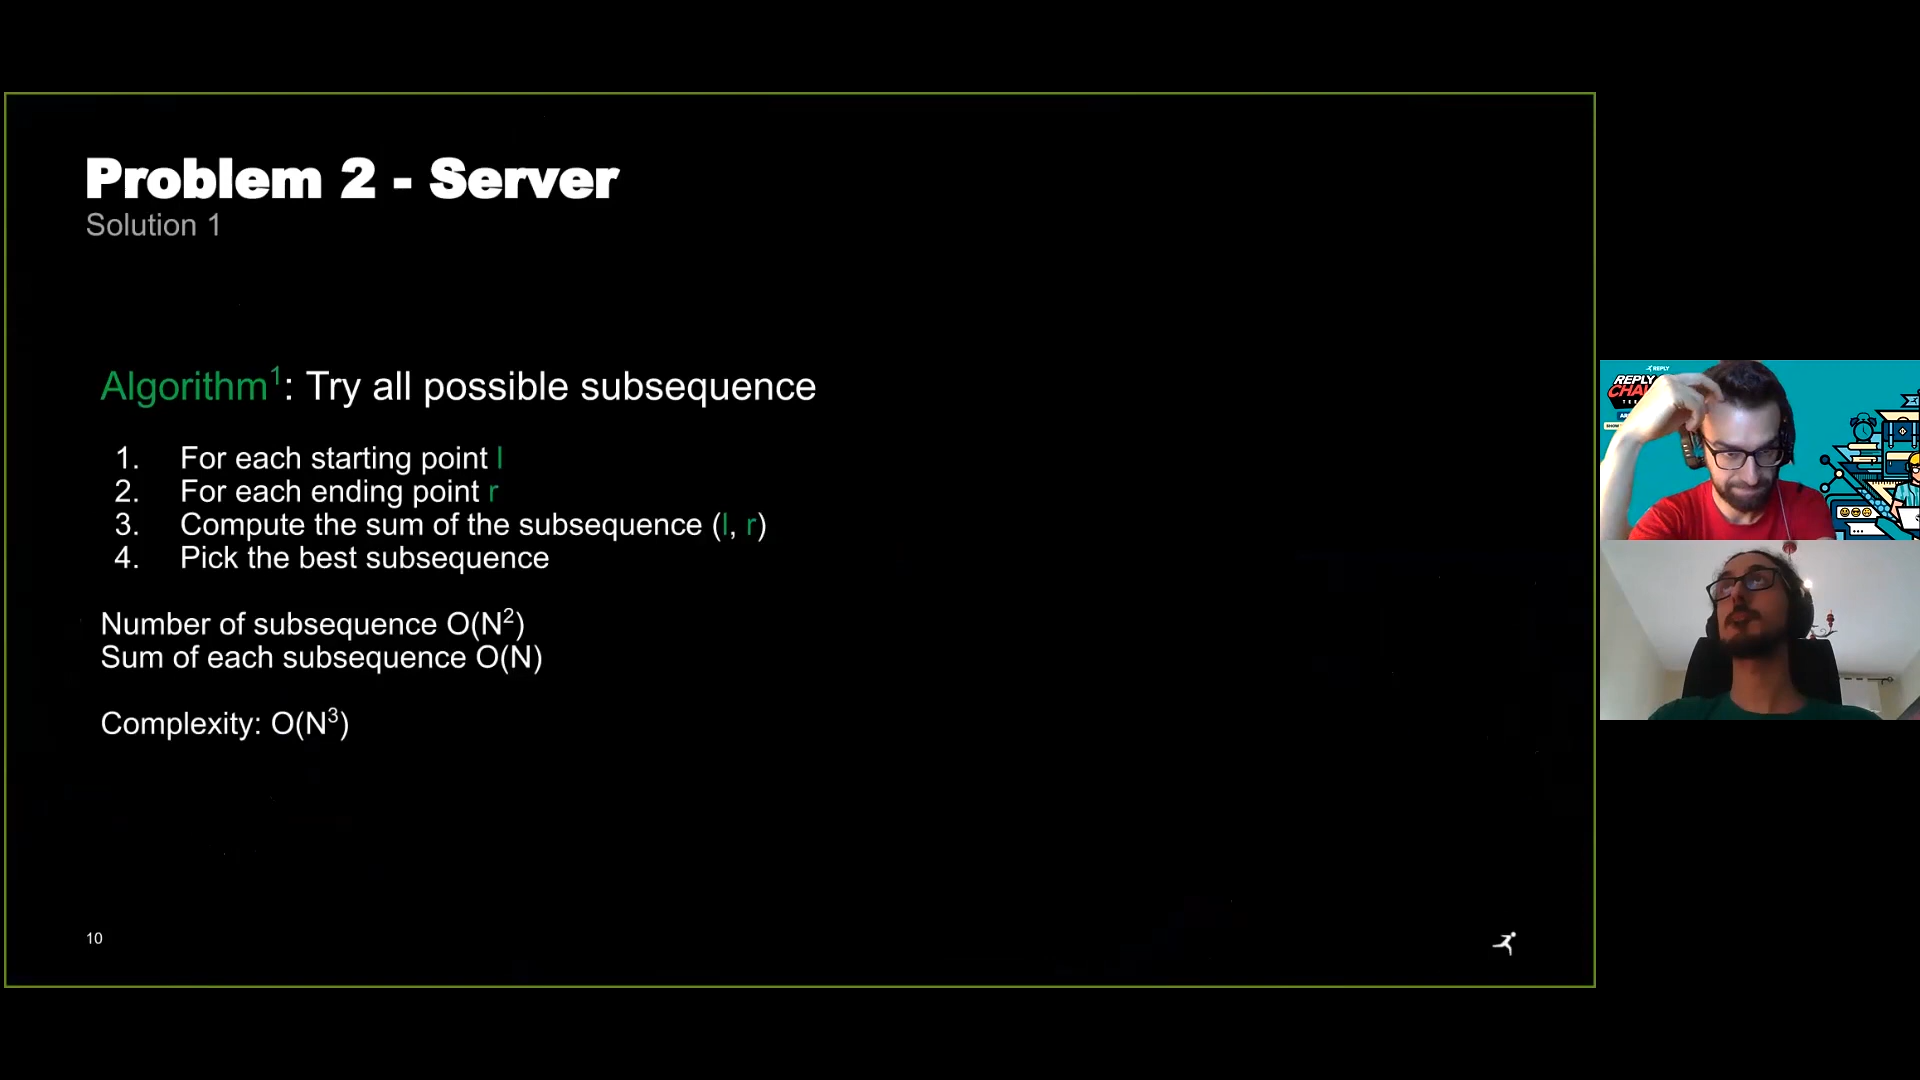 Problem 2 - Server
Solution 1
Algorithm¹: Try all possible subsequence
1. For each starting point l
2. For each ending point r
3. Compute the sum of the subsequence (l, r)
4. Pick the best subsequence
Number of subsequence O(N²)
Sum of each subsequence O(N)
Complexity: O(N³)
10
REPLY
REPLY